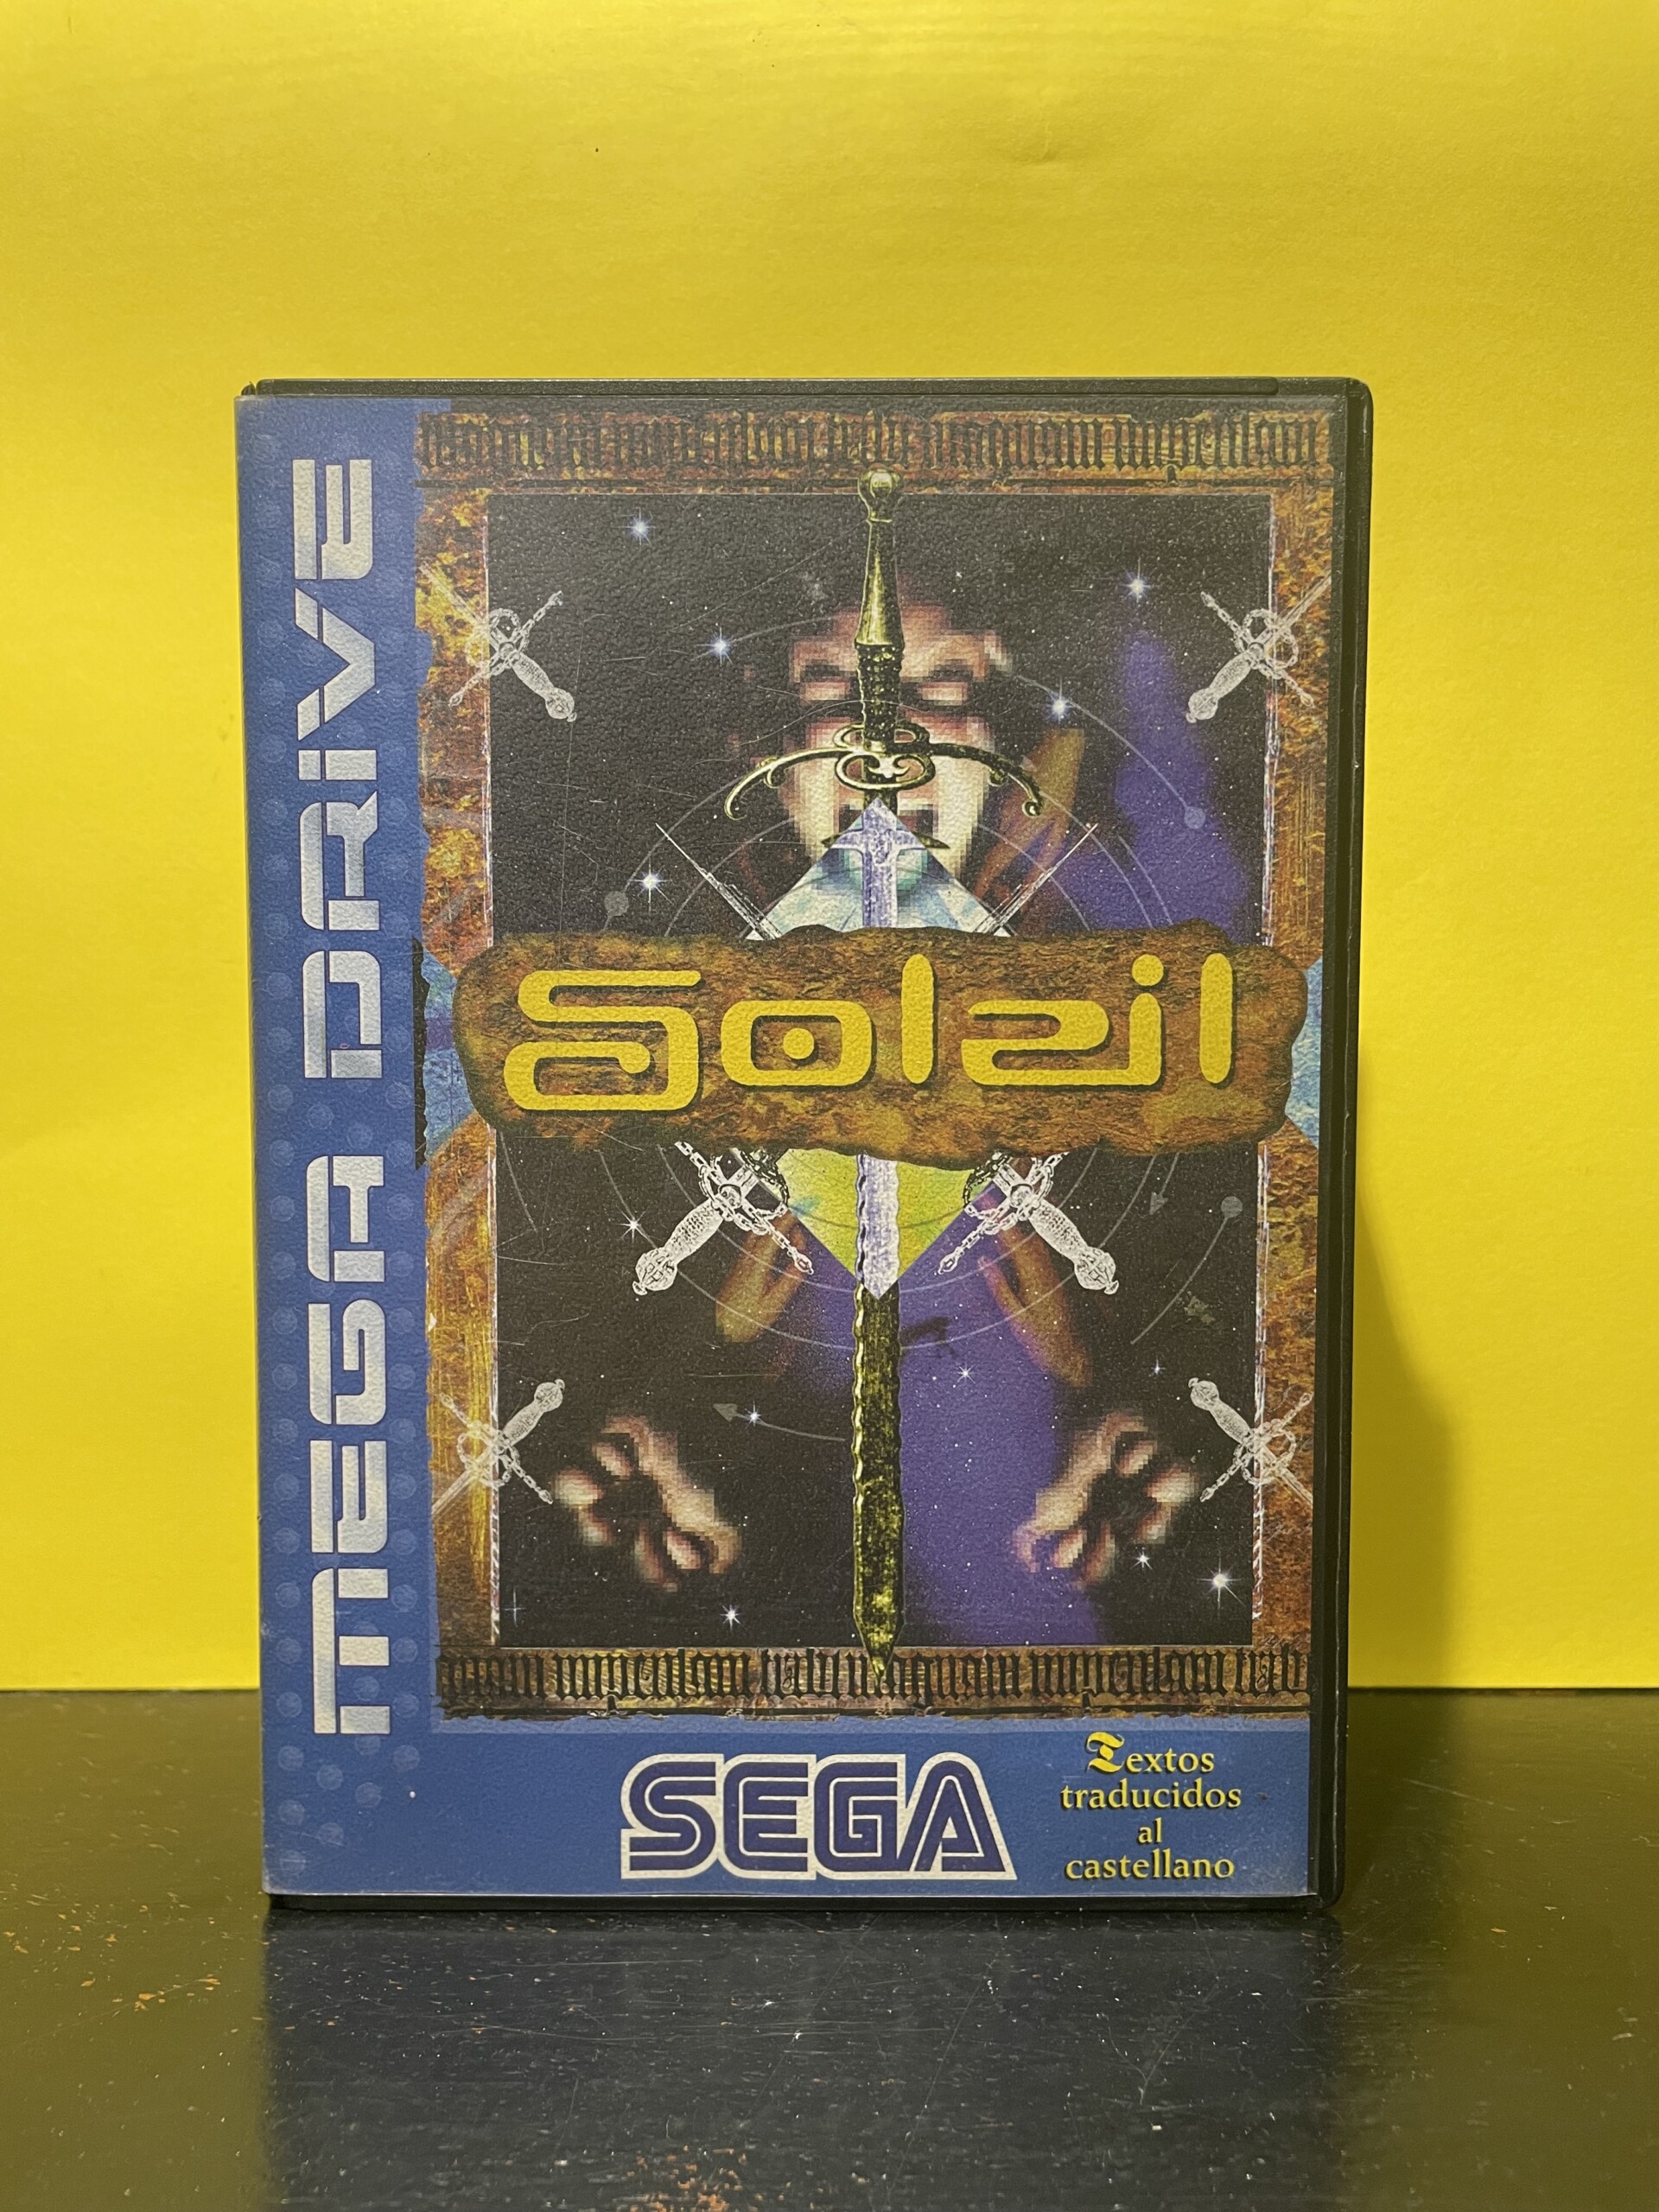 MEGA DRIVE
Soleil
SEGA
Textos
traducidos
al
castellano